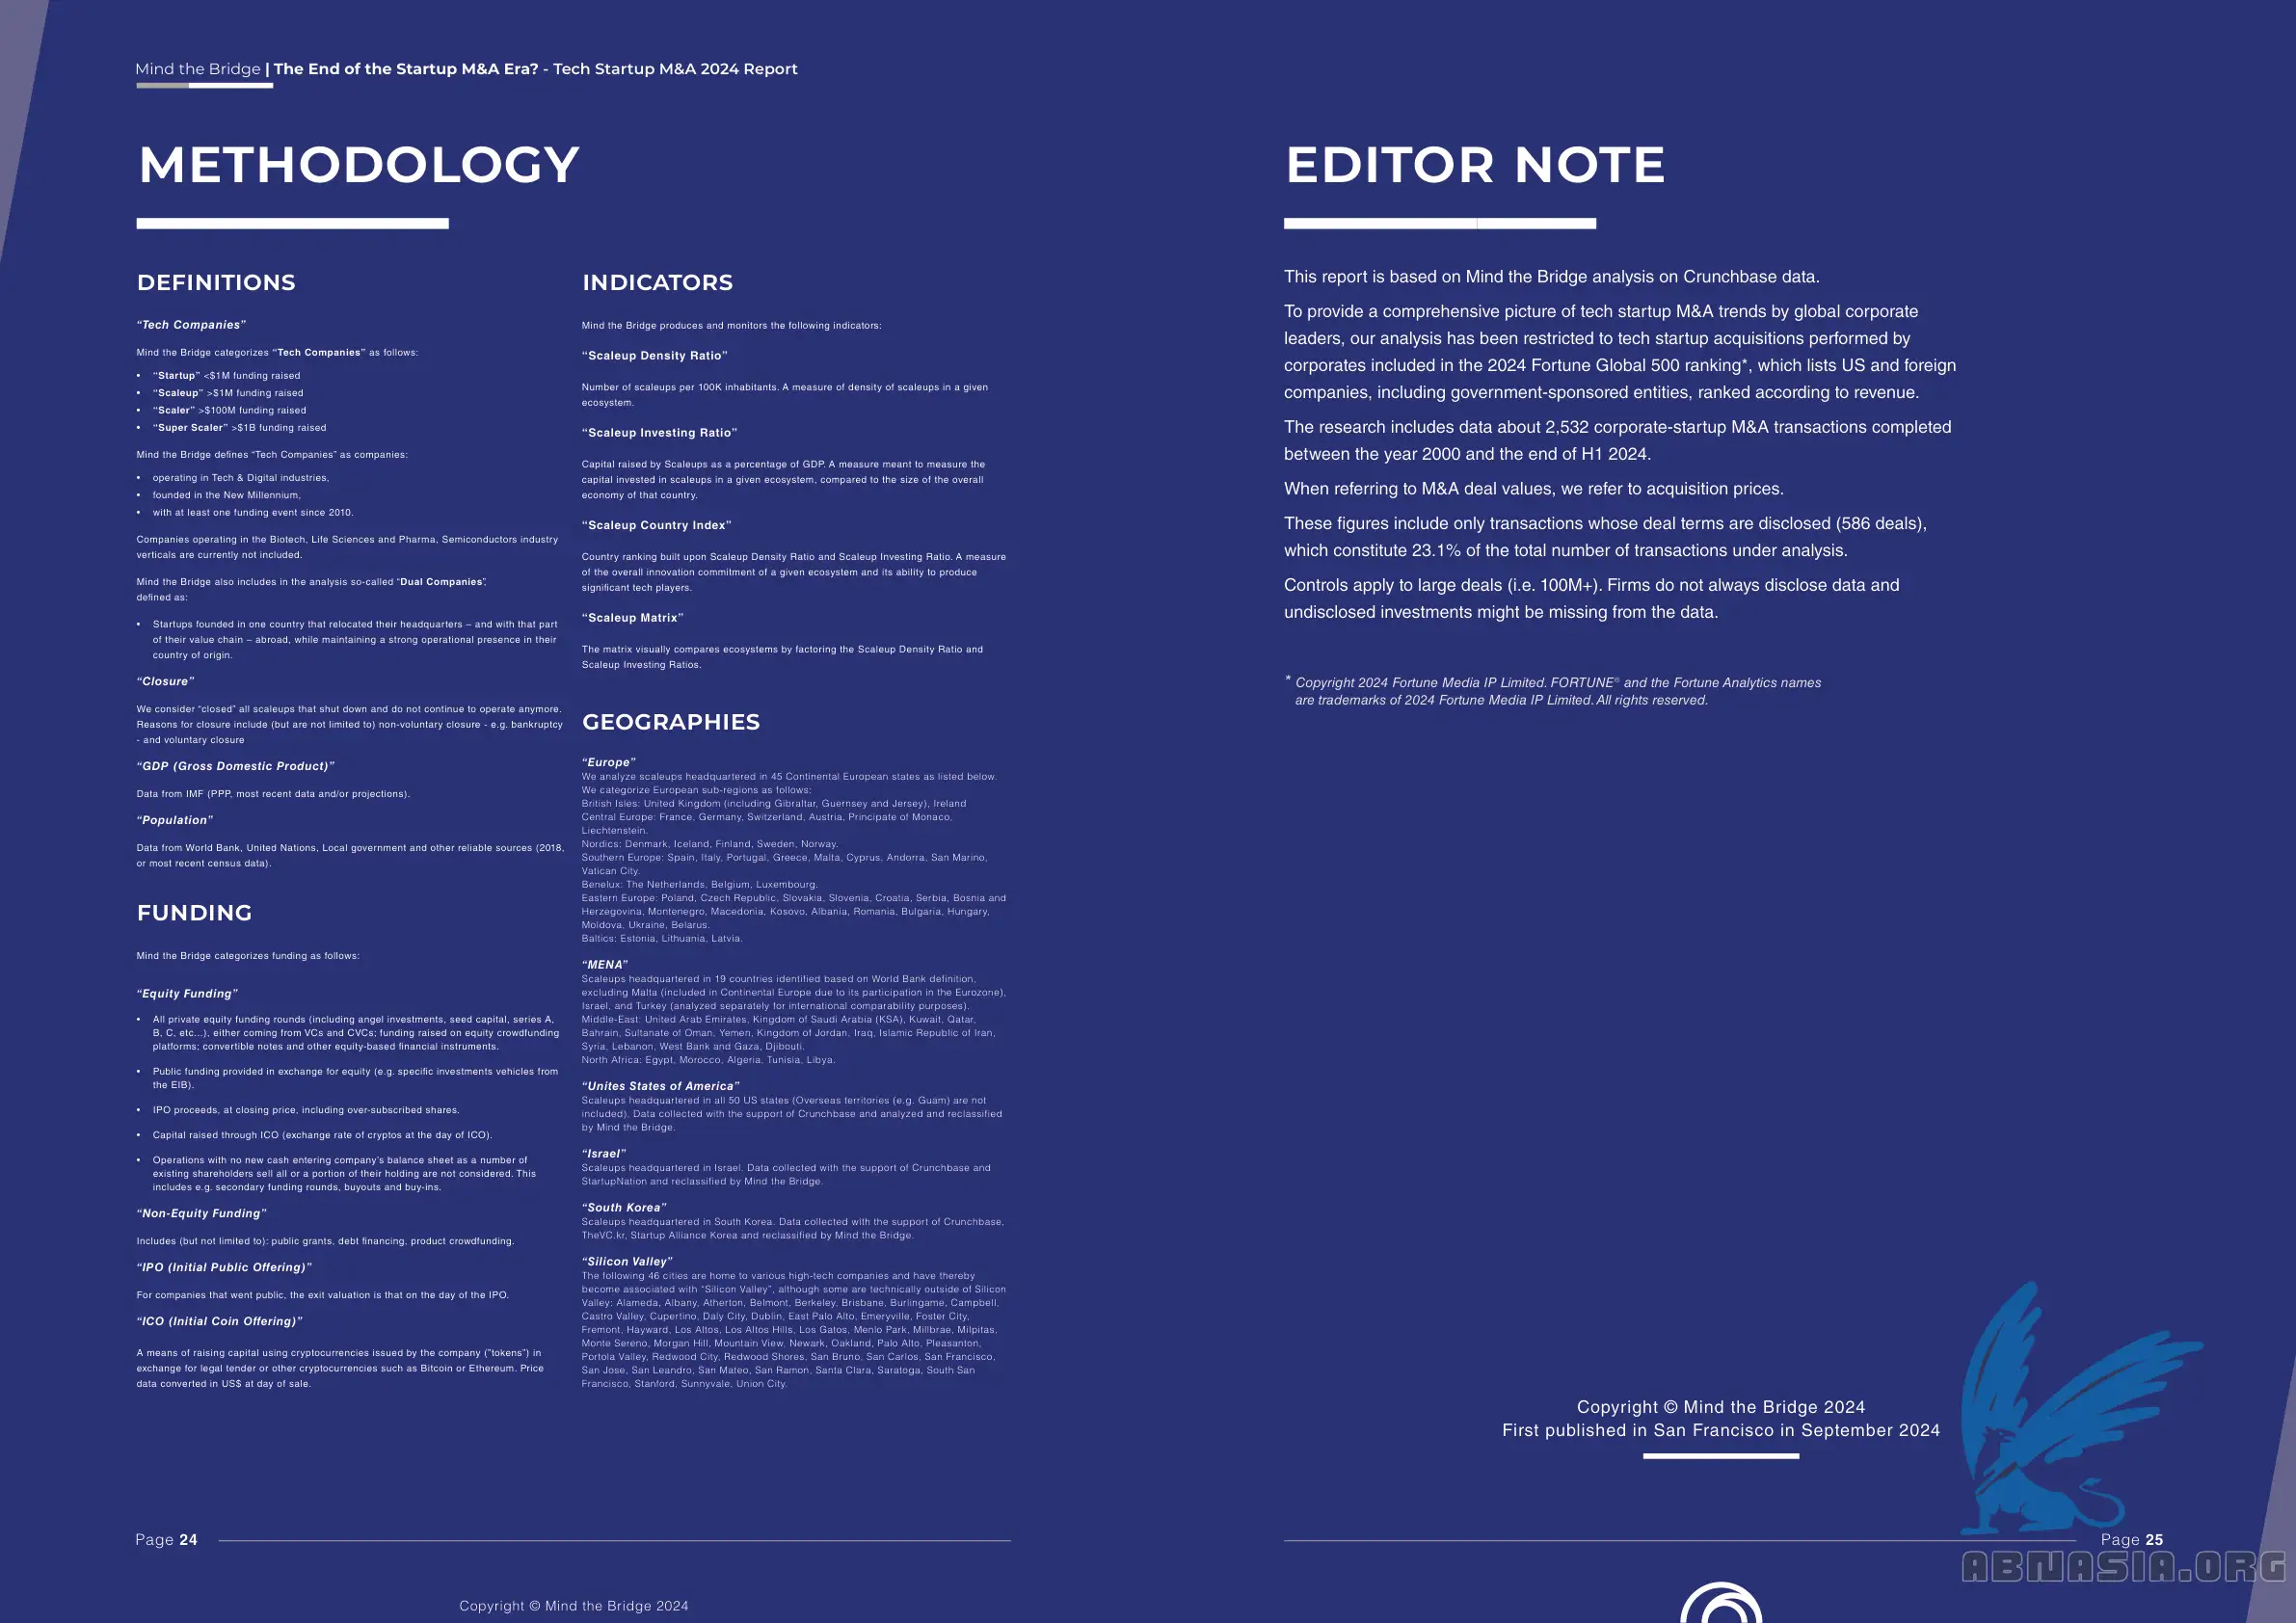 Mind the Bridge | The End of the Startup M&A Era? - Tech Startup M&A 2024 Report
METHODOLOGY
DEFINITIONS
“Tech Companies”
Mind the Bridge categorizes “Tech Companies” as follows:
• “Startup” <$1M funding raised
• “Scaleup” >$1M funding raised
• “Scaler” >$100M funding raised
• “Super Scaler” >$1B funding raised
Mind the Bridge defines “Tech Companies” as companies:
• operating in Tech & Digital industries,
• founded in the New Millennium,
• with at least one funding event since 2010.
Companies operating in the Biotech, Life Sciences and Pharma, Semiconductors industry
verticals are currently not included.
Mind the Bridge also includes in the analysis so-called “Dual Companies”,
defined as:
• Startups founded in one country that relocated their headquarters – and with that part
of their value chain – abroad, while maintaining a strong operational presence in their
country of origin.
“Closure”
We consider “closed” all scaleups that shut down and do not continue to operate anymore.
Reasons for closure include (but are not limited to) non-voluntary closure - e.g. bankruptcy
- and voluntary closure
“GDP (Gross Domestic Product)”
Data from IMF (PPP, most recent data and/or projections).
“Population”
Data from World Bank, United Nations, Local government and other reliable sources (2018,
or most recent census data).
FUNDING
Mind the Bridge categorizes funding as follows:
“Equity Funding”
• All private equity funding rounds (including angel investments, seed capital, series A,
B, C, etc...), either coming from VCs and CVCs; funding raised on equity crowdfunding
platforms; convertible notes and other equity-based financial instruments.
• Public funding provided in exchange for equity (e.g. specific investments vehicles from
the EIB).
• IPO proceeds, at closing price, including over-subscribed shares.
• Capital raised through ICO (exchange rate of cryptos at the day of ICO).
• Operations with no new cash entering company’s balance sheet as a number of
existing shareholders sell all or a portion of their holding are not considered. This
includes e.g. secondary funding rounds, buyouts and buy-ins.
“Non-Equity Funding”
Includes (but not limited to): public grants, debt financing, product crowdfunding.
“IPO (Initial Public Offering)”
For companies that went public, the exit valuation is that on the day of the IPO.
“ICO (Initial Coin Offering)”
A means of raising capital using cryptocurrencies issued by the company (”tokens”) in
exchange for legal tender or other cryptocurrencies such as Bitcoin or Ethereum. Price
data converted in US$ at day of sale.
INDICATORS
Mind the Bridge produces and monitors the following indicators:
“Scaleup Density Ratio”
Number of scaleups per 100K inhabitants. A measure of density of scaleups in a given
ecosystem.
“Scaleup Investing Ratio”
Capital raised by Scaleups as a percentage of GDP. A measure meant to measure the
capital invested in scaleups in a given ecosystem, compared to the size of the overall
economy of that country.
“Scaleup Country Index”
Country ranking built upon Scaleup Density Ratio and Scaleup Investing Ratio. A measure
of the overall innovation commitment of a given ecosystem and its ability to produce
significant tech players.
“Scaleup Matrix”
The matrix visually compares ecosystems by factoring the Scaleup Density Ratio and
Scaleup Investing Ratios.
GEOGRAPHIES
“Europe”
We analyze scaleups headquartered in 45 Continental European states as listed below.
We categorize European sub-regions as follows:
British Isles: United Kingdom (including Gibraltar, Guernsey and Jersey), Ireland
Central Europe: France, Germany, Switzerland, Austria, Principate of Monaco,
Liechtenstein.
Nordics: Denmark, Iceland, Finland, Sweden, Norway.
Southern Europe: Spain, Italy, Portugal, Greece, Malta, Cyprus, Andorra, San Marino,
Vatican City.
Benelux: The Netherlands, Belgium, Luxembourg.
Eastern Europe: Poland, Czech Republic, Slovakia, Slovenia, Croatia, Serbia, Bosnia and
Herzegovina, Montenegro, Macedonia, Kosovo, Albania, Romania, Bulgaria, Hungary,
Moldova, Ukraine, Belarus.
Baltics: Estonia, Lithuania, Latvia.
“MENA”
Scaleups headquartered in 19 countries identified based on World Bank definition,
excluding Malta (included in Continental Europe due to its participation in the Eurozone),
Israel, and Turkey (analyzed separately for international comparability purposes).
Middle-East: United Arab Emirates, Kingdom of Saudi Arabia (KSA), Kuwait, Qatar,
Bahrain, Sultanate of Oman, Yemen, Kingdom of Jordan, Iraq, Islamic Republic of Iran,
Syria, Lebanon, West Bank and Gaza, Djibouti.
North Africa: Egypt, Morocco, Algeria, Tunisia, Libya.
“Unites States of America”
Scaleups headquartered in all 50 US states (Overseas territories (e.g. Guam) are not
included). Data collected with the support of Crunchbase and analyzed and reclassified
by Mind the Bridge.
“Israel”
Scaleups headquartered in Israel. Data collected with the support of Crunchbase and
StartupNation and reclassified by Mind the Bridge.
“South Korea”
Scaleups headquartered in South Korea. Data collected with the support of Crunchbase,
TheVC.kr, Startup Alliance Korea and reclassified by Mind the Bridge.
“Silicon Valley”
The following 46 cities are home to various high-tech companies and have thereby
become associated with “Silicon Valley”, although some are technically outside of Silicon
Valley: Alameda, Albany, Atherton, Belmont, Berkeley, Brisbane, Burlingame, Campbell,
Castro Valley, Cupertino, Daly City, Dublin, East Palo Alto, Emeryville, Foster City,
Fremont, Hayward, Los Altos, Los Altos Hills, Los Gatos, Menlo Park, Millbrae, Milpitas,
Monte Sereno, Morgan Hill, Mountain View, Newark, Oakland, Palo Alto, Pleasanton,
Portola Valley, Redwood City, Redwood Shores, San Bruno, San Carlos, San Francisco,
San Jose, San Leandro, San Mateo, San Ramon, Santa Clara, Saratoga, South San
Francisco, Stanford, Sunnyvale, Union City.
Page 24
Copyright © Mind the Bridge 2024
EDITOR NOTE
This report is based on Mind the Bridge analysis on Crunchbase data.
To provide a comprehensive picture of tech startup M&A trends by global corporate
leaders, our analysis has been restricted to tech startup acquisitions performed by
corporates included in the 2024 Fortune Global 500 ranking*, which lists US and foreign
companies, including government-sponsored entities, ranked according to revenue.
The research includes data about 2,532 corporate-startup M&A transactions completed
between the year 2000 and the end of H1 2024.
When referring to M&A deal values, we refer to acquisition prices.
These figures include only transactions whose deal terms are disclosed (586 deals),
which constitute 23.1% of the total number of transactions under analysis.
Controls apply to large deals (i.e. 100M+). Firms do not always disclose data and
undisclosed investments might be missing from the data.
* Copyright 2024 Fortune Media IP Limited. FORTUNE® and the Fortune Analytics names
are trademarks of 2024 Fortune Media IP Limited. All rights reserved.
Copyright © Mind the Bridge 2024
First published in San Francisco in September 2024
Page 25
ABNASIA.ORG